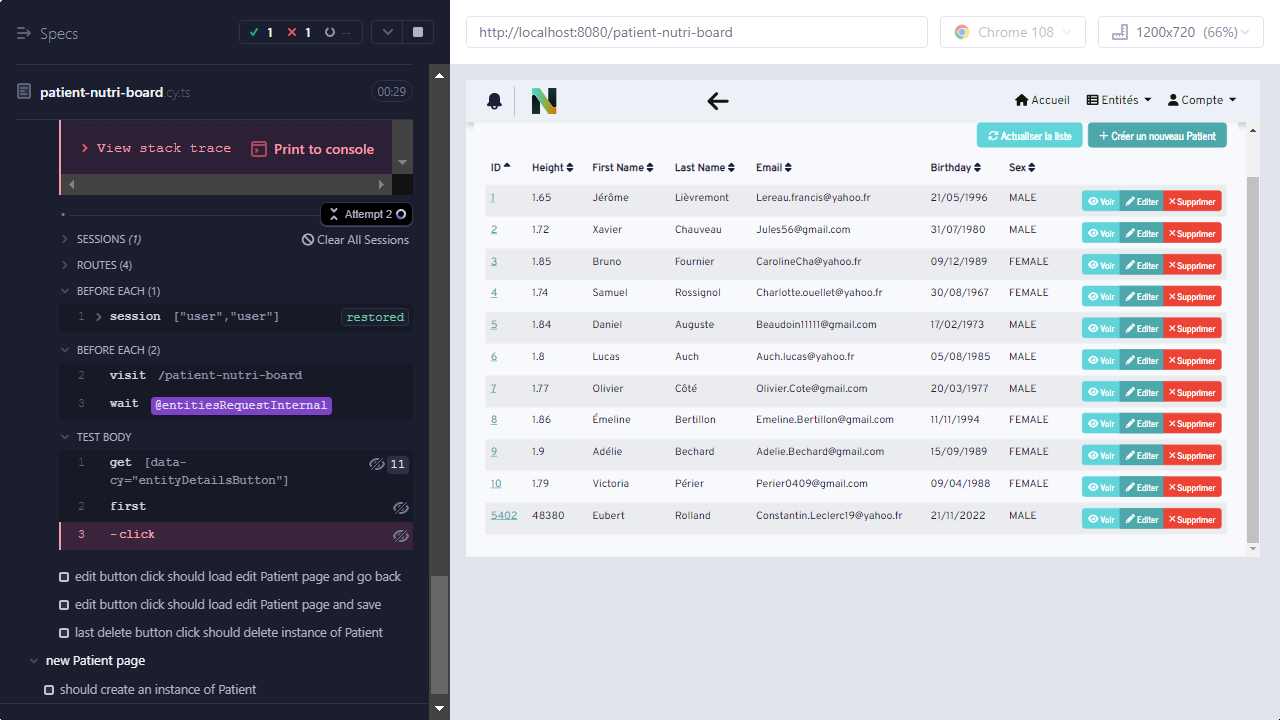 Specs
1
1
--
patient-nutri-board.cy.ts
00:29
View stack trace
Print to console
Attempt 2
SESSIONS (1)
Clear All Sessions
ROUTES (4)
BEFORE EACH (1)
1 session ["user","user"] restored
BEFORE EACH (2)
2 visit /patient-nutri-board
3 wait @entitiesRequestInternal
TEST BODY
1 get [data-cy="entityDetailsButton"] 11
2 first
3 -click
edit button click should load edit Patient page and go back
edit button click should load edit Patient page and save
last delete button click should delete instance of Patient
new Patient page
should create an instance of Patient
http://localhost:8080/patient-nutri-board
Chrome 108
1200x720 (66%)
N
Accueil Entités Compte
Actualiser la liste Créer un nouveau Patient
ID Height First Name Last Name Email Birthday Sex
1 1.65 Jérôme Lièvremont Lereau.francis@yahoo.fr 21/05/1996 MALE Voir Editer Supprimer
2 1.72 Xavier Chauveau Jules56@gmail.com 31/07/1980 MALE Voir Editer Supprimer
3 1.85 Bruno Fournier CarolineCha@yahoo.fr 09/12/1989 FEMALE Voir Editer Supprimer
4 1.74 Samuel Rossignol Charlotte.ouellet@yahoo.fr 30/08/1967 FEMALE Voir Editer Supprimer
5 1.84 Daniel Auguste Beaudoin11111@gmail.com 17/02/1973 MALE Voir Editer Supprimer
6 1.8 Lucas Auch Auch.lucas@yahoo.fr 05/08/1985 MALE Voir Editer Supprimer
7 1.77 Olivier Côté Olivier.Cote@gmail.com 20/03/1977 MALE Voir Editer Supprimer
8 1.86 Émeline Bertillon Emeline.Bertillon@gmail.com 11/11/1994 FEMALE Voir Editer Supprimer
9 1.9 Adélie Bechard Adelie.Bechard@gmail.com 15/09/1989 FEMALE Voir Editer Supprimer
10 1.79 Victoria Périer Perier0409@gmail.com 09/04/1988 FEMALE Voir Editer Supprimer
5402 48380 Eubert Rolland Constantin.Leclerc19@yahoo.fr 21/11/2022 MALE Voir Editer Supprimer